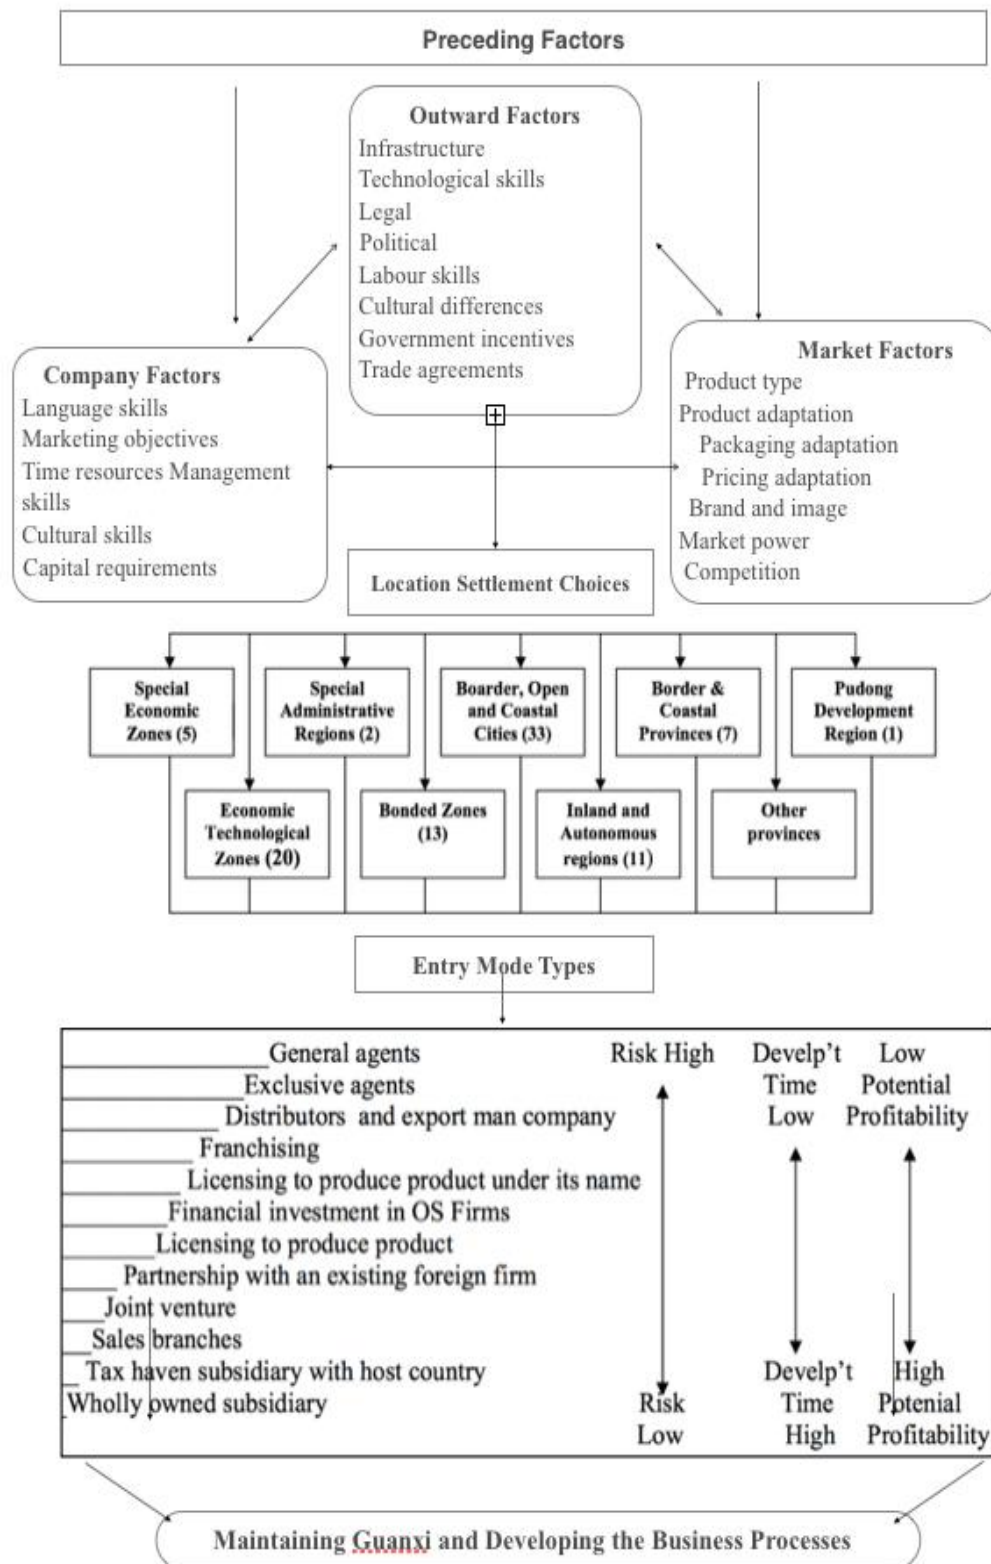 Preceding Factors
Outward Factors
Infrastructure
Technological skills
Legal
Political
Labour skills
Cultural differences
Government incentives
Trade agreements
Company Factors
Language skills
Marketing objectives
Time resources Management
skills
Cultural skills
Capital requirements
Market Factors
Product type
Product adaptation
Packaging adaptation
Pricing adaptation
Brand and image
Market power
Competition
Location Settlement Choices
Special
Economic
Zones (5)
Special
Administrative
Regions (2)
Boarder, Open
and Coastal
Cities (33)
Border &
Coastal
Provinces (7)
Pudong
Development
Region (1)
Economic
Technological
Zones (20)
Bonded Zones
(13)
Inland and
Autonomous
regions (11)
Other
provinces
Entry Mode Types
General agents
Exclusive agents
Distributors and export man company
Franchising
Licensing to produce product under its name
Financial investment in OS Firms
Licensing to produce product
Partnership with an existing foreign firm
Joint venture
Sales branches
Tax haven subsidiary with host country
Wholly owned subsidiary
Risk High
Risk
Low
Develp't
Time
Low
Develp't
Time
High
Low
Potential
Profitability
High
Potenial
Profitability
Maintaining Guanxi and Developing the Business Processes